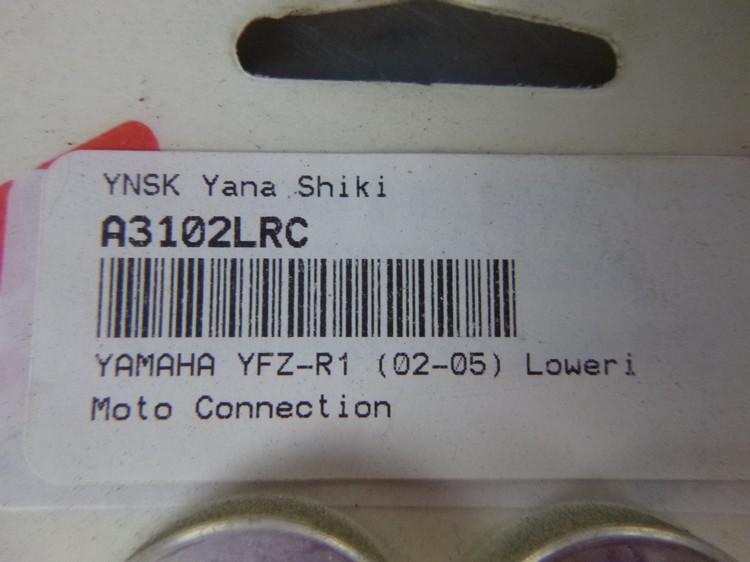 YNSK Yana Shiki
A3102LRC
YAMAHA YFZ-R1 (02-05) Loweri
Moto Connection